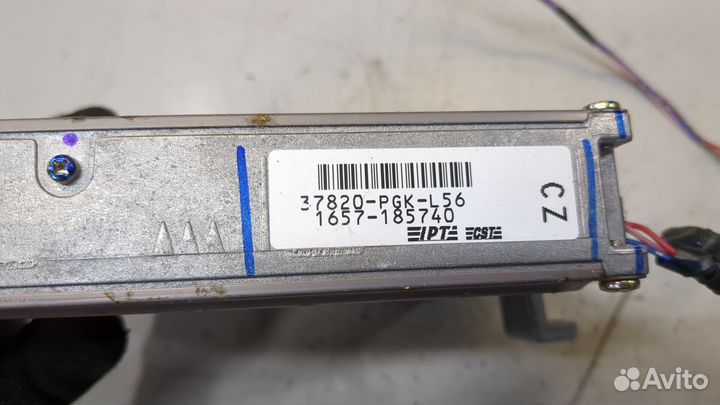 37820-PGK-L56
1657-185740
IPT CST
CZ
AAA
Avito